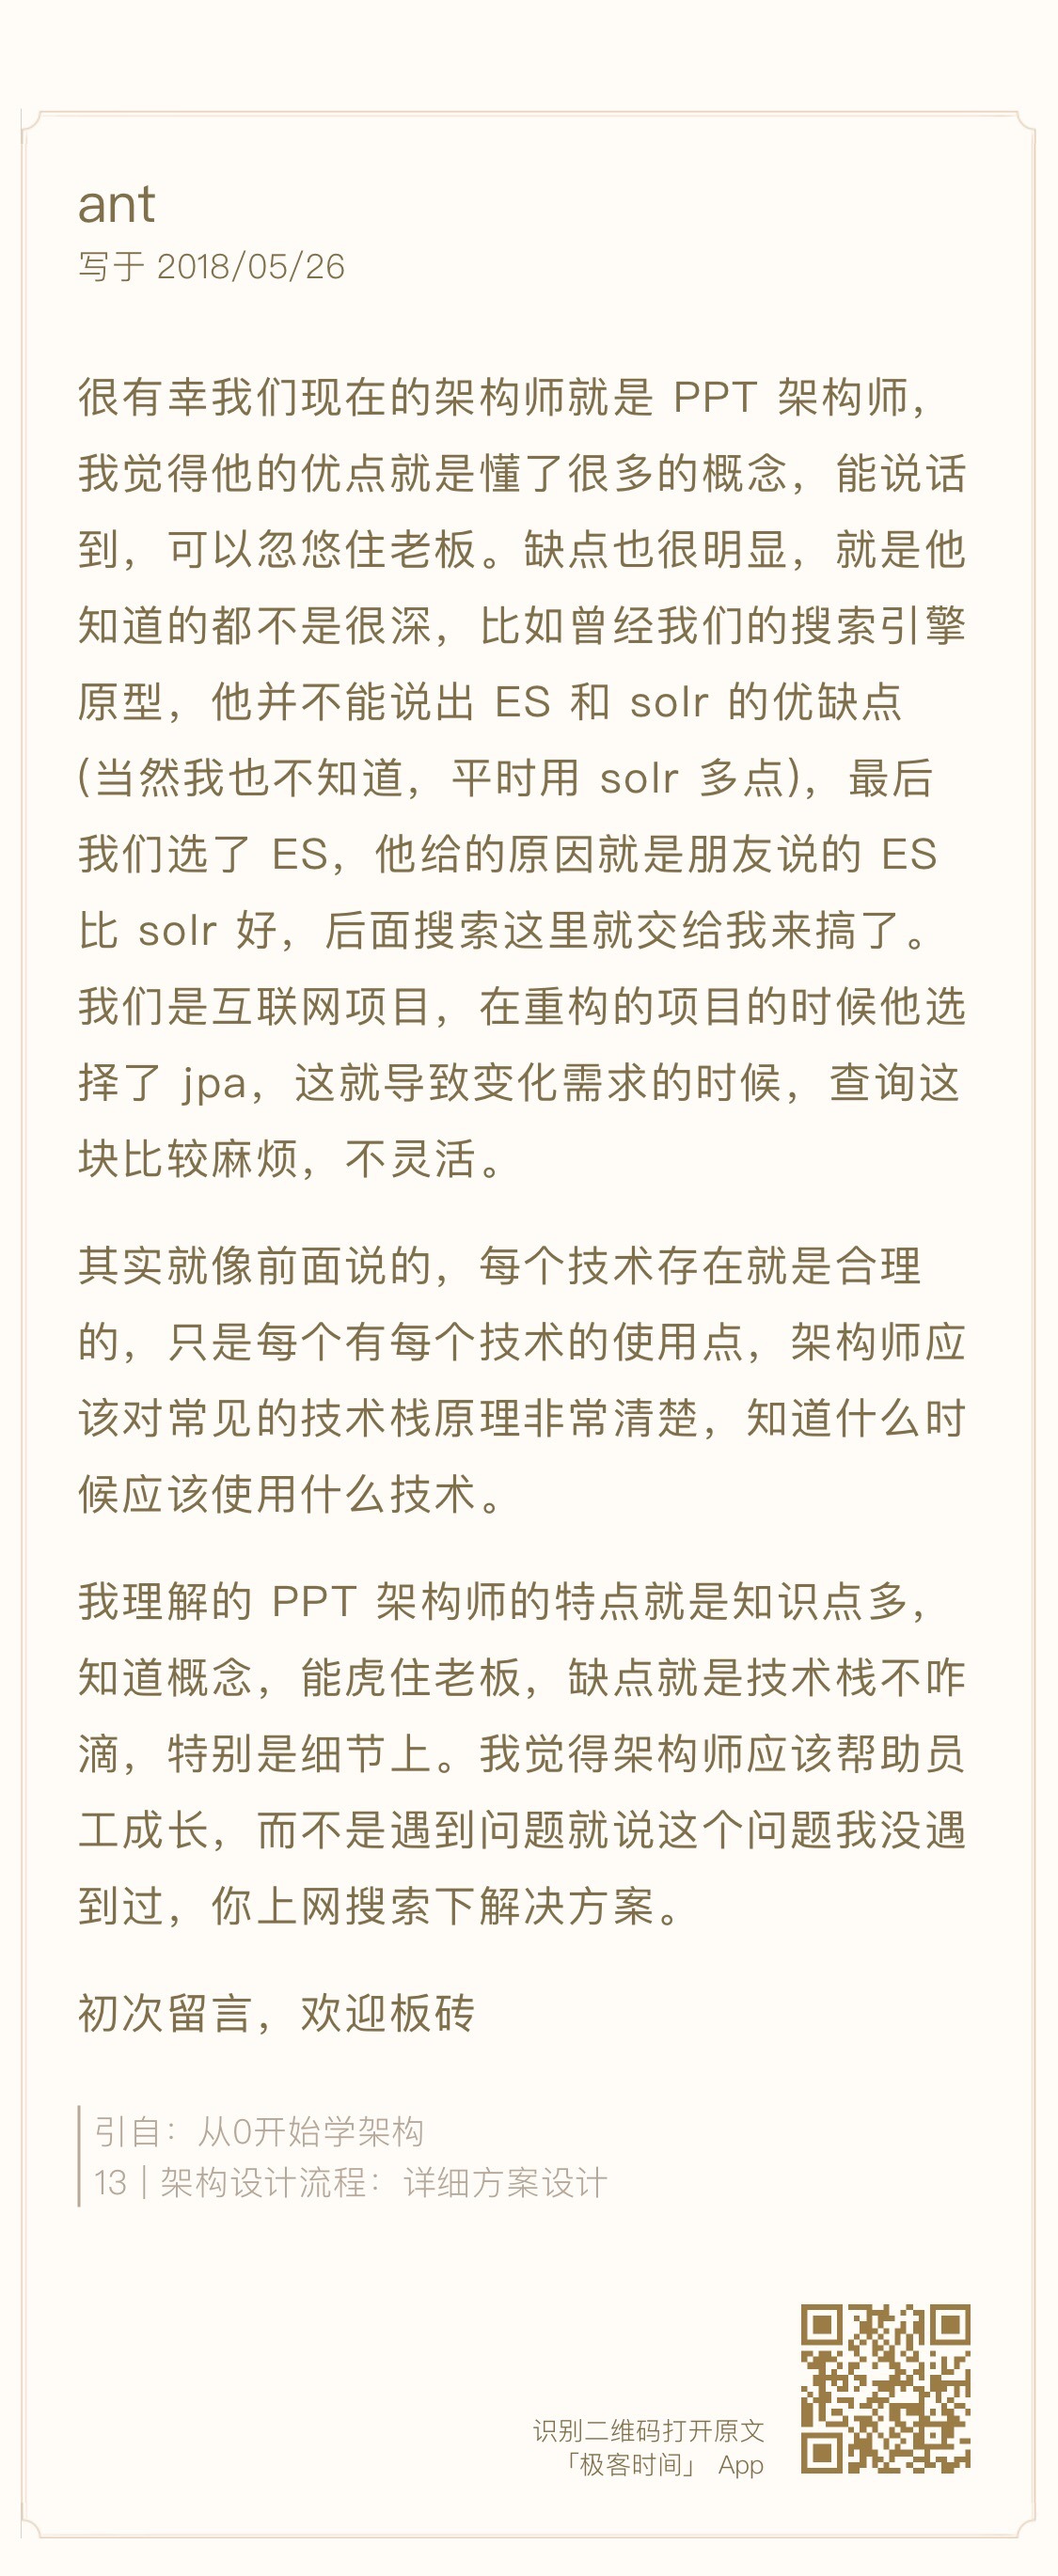 ant
写于 2018/05/26
很有幸我们现在的架构师就是 PPT 架构师，
我觉得他的优点就是懂了很多的概念，能说话
到，可以忽悠住老板。缺点也很明显，就是他
知道的都不是很深，比如曾经我们的搜索引擎
原型，他并不能说出 ES 和 solr 的优缺点
(当然我也不知道，平时用 solr 多点)，最后
我们选了 ES，他给的原因就是朋友说的 ES
比 solr 好，后面搜索这里就交给我来搞了。
我们是互联网项目，在重构的项目的时候他选
择了 jpa，这就导致变化需求的时候，查询这
块比较麻烦，不灵活。
其实就像前面说的，每个技术存在就是合理
的，只是每个有每个技术的使用点，架构师应
该对常见的技术栈原理非常清楚，知道什么时
候应该使用什么技术。
我理解的 PPT 架构师的特点就是知识点多，
知道概念，能虎住老板，缺点就是技术栈不咋
滴，特别是细节上。我觉得架构师应该帮助员
工成长，而不是遇到问题就说这个问题我没遇
到过，你上网搜索下解决方案。
初次留言，欢迎板砖
引自：从0开始学架构
13 | 架构设计流程：详细方案设计
识别二维码打开原文
「极客时间」 App